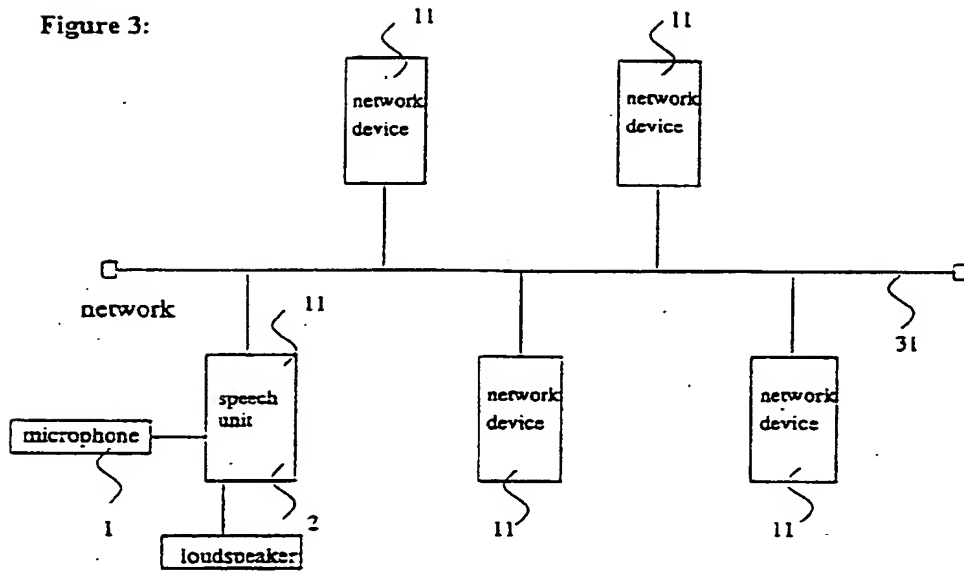 Figure 3:
11
11
network
device
network
device
network
11
31
speech
unit
network
device
network
device
microphone
1
2
11
11
loudspeaker